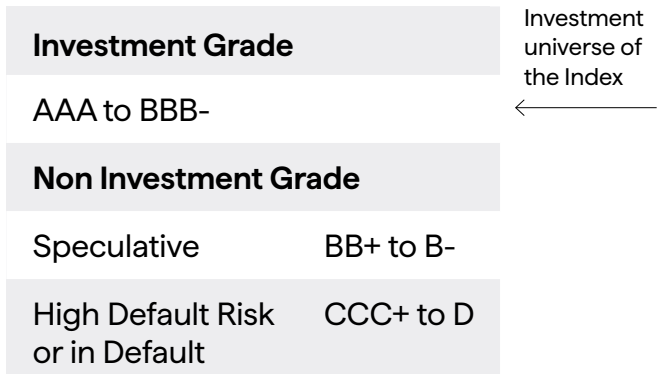 Investment Grade
AAA to BBB-
Non Investment Grade
Speculative BB+ to B-
High Default Risk CCC+ to D
or in Default
Investment
universe of
the Index